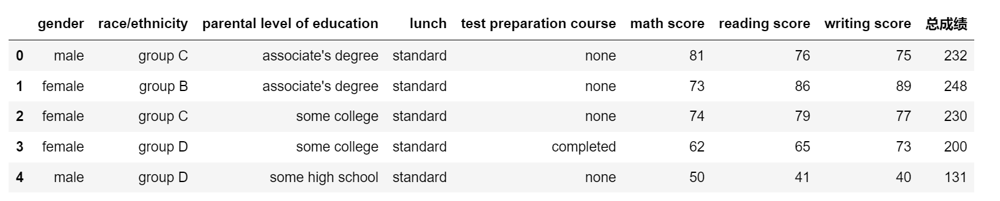 gender race/ethnicity parental level of education lunch test preparation course math score reading score writing score 总成绩
0 male group C associate's degree standard none 81 76 75 232
1 female group B associate's degree standard none 73 86 89 248
2 female group C some college standard none 74 79 77 230
3 female group D some college standard completed 62 65 73 200
4 male group D some high school standard none 50 41 40 131